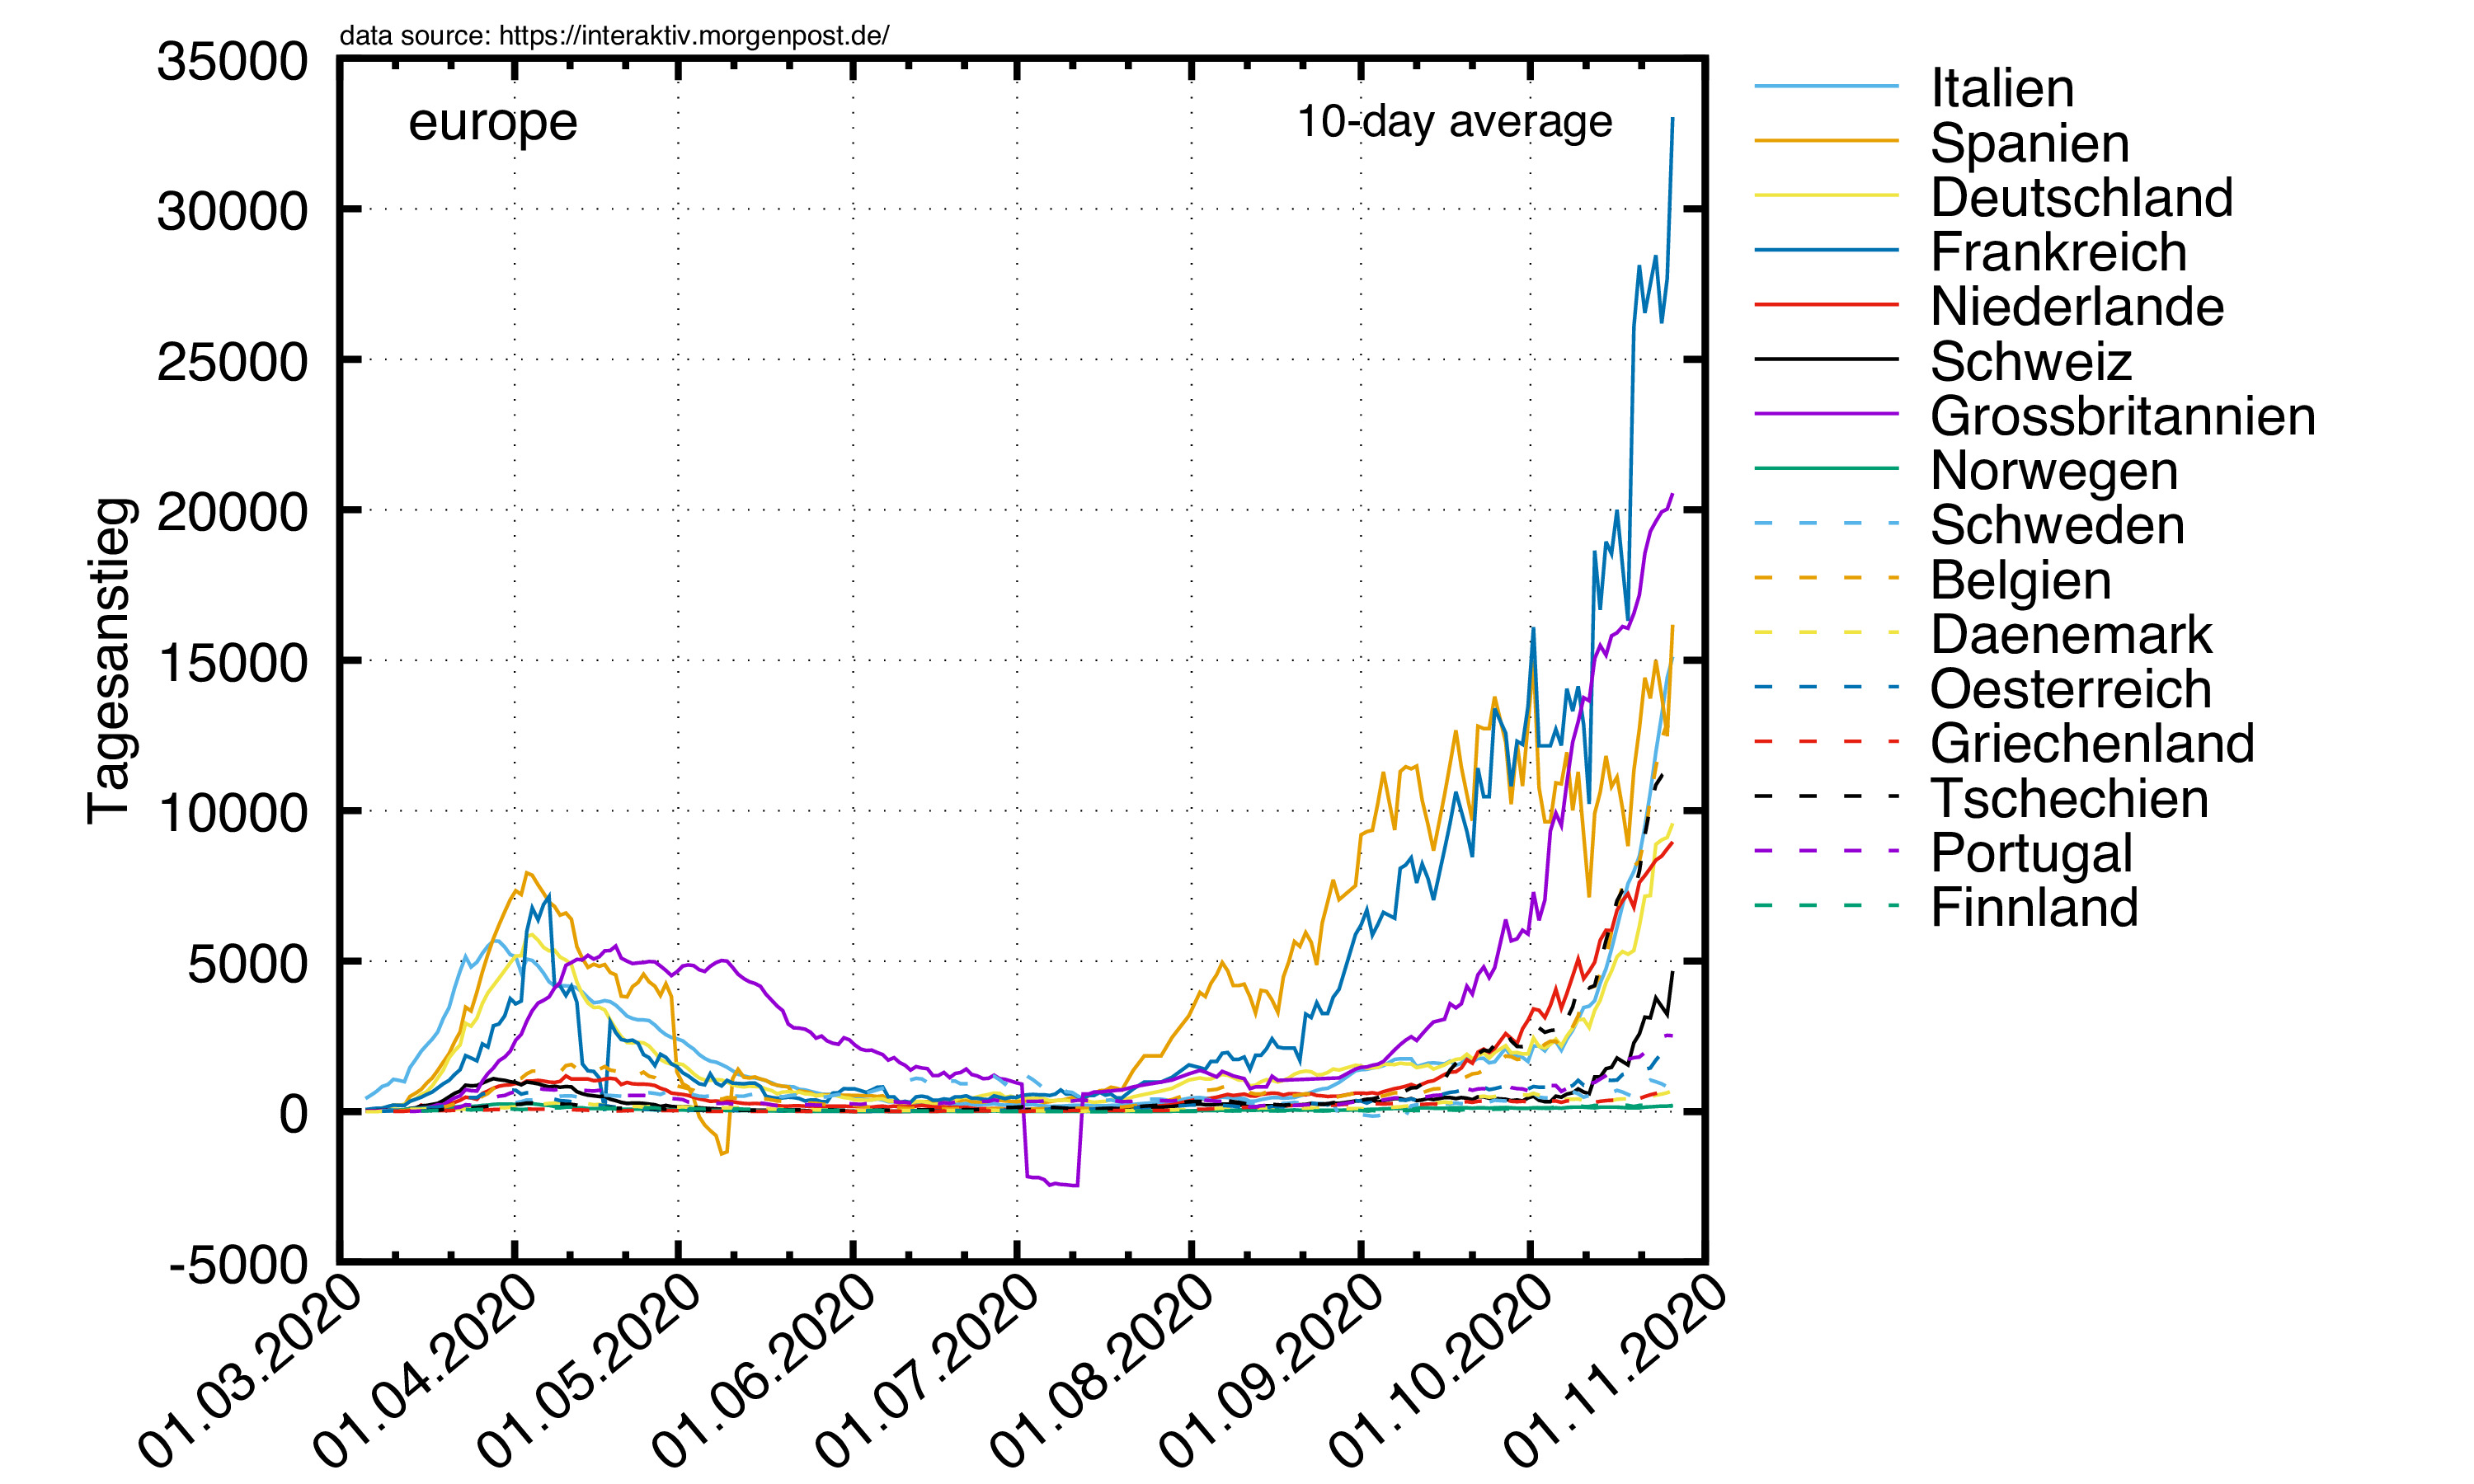 data source: https://interaktiv.morgenpost.de/
europe
10-day average
Tagesanstieg
35000
30000
25000
20000
15000
10000
5000
0
-5000
01.03.2020
01.04.2020
01.05.2020
01.06.2020
01.07.2020
01.08.2020
01.09.2020
01.10.2020
01.11.2020
Italien
Spanien
Deutschland
Frankreich
Niederlande
Schweiz
Grossbritannien
Norwegen
Schweden
Belgien
Daenemark
Oesterreich
Griechenland
Tschechien
Portugal
Finnland